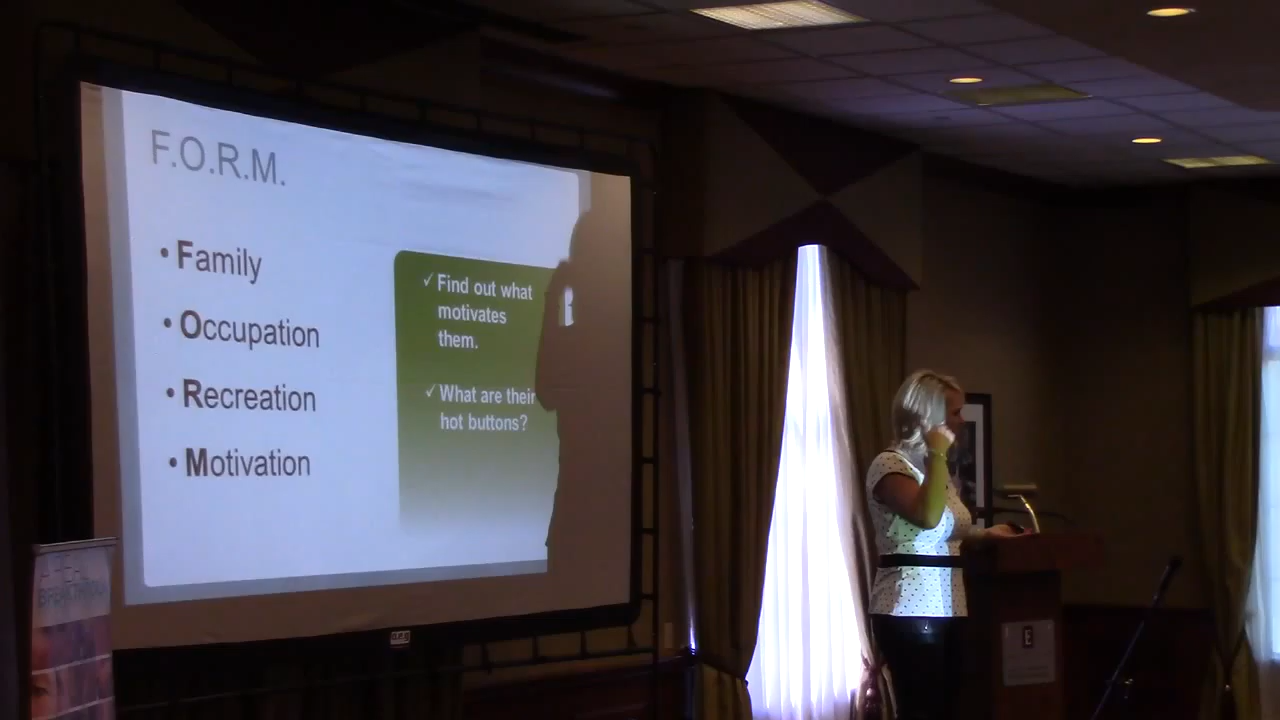 F.O.R.M.
• Family
• Occupation
• Recreation
• Motivation
✓ Find out what
motivates
them.
✓ What are their
hot buttons?
E